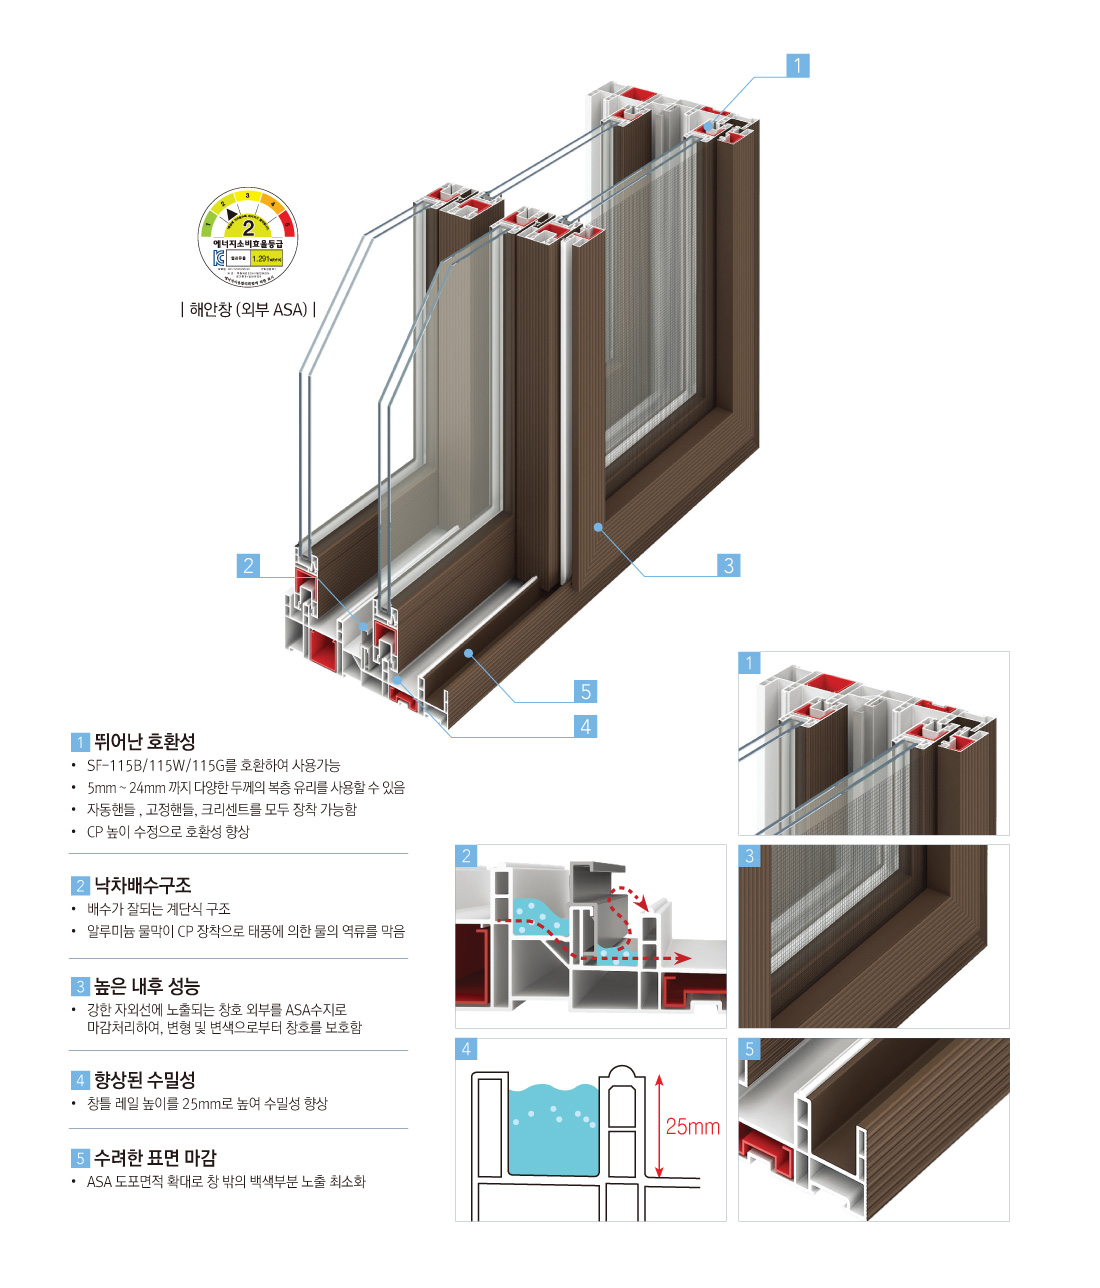 1
1
2
3
4
5
2
에너지소비효율등급
열관류율
1.291
| 해안창 (외부 ASA) |
2
3
5
4
1 뛰어난 호환성
• SF-115B/115W/115G를 호환하여 사용가능
• 5mm ~ 24mm 까지 다양한 두께의 복층 유리를 사용할 수 있음
• 자동핸들 , 고정핸들, 크리센트를 모두 장착 가능함
• CP 높이 수정으로 호환성 향상
2 낙차배수구조
• 배수가 잘되는 계단식 구조
• 알루미늄 물막이 CP 장착으로 태풍에 의한 물의 역류를 막음
3 높은 내후 성능
• 강한 자외선에 노출되는 창호 외부를 ASA수지로
마감처리하여, 변형 및 변색으로부터 창호를 보호함
4 향상된 수밀성
• 창틀 레일 높이를 25mm로 높여 수밀성 향상
5 수려한 표면 마감
• ASA 도포면적 확대로 창 밖의 백색부분 노출 최소화
1
2
3
4
25mm
5